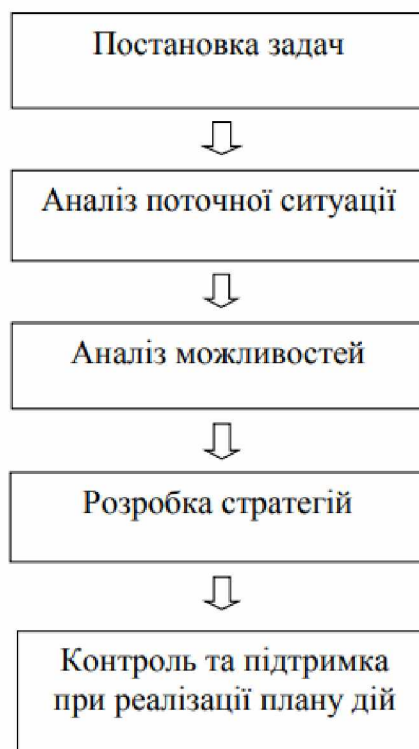 Постановка задач
Аналіз поточної ситуації
Аналіз можливостей
Розробка стратегій
Контроль та підтримка
при реалізації плану дій